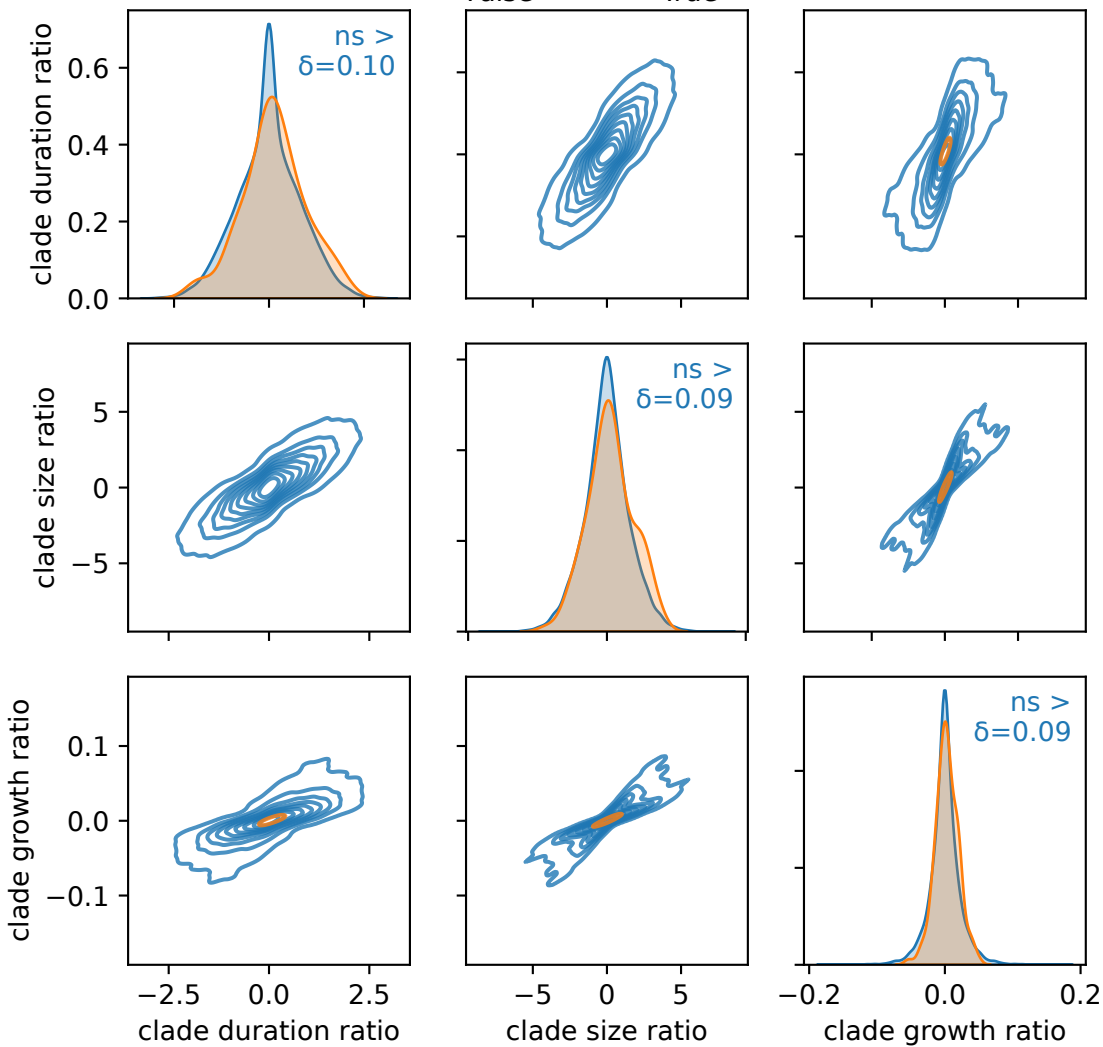 clade duration ratio
0.6
0.4
0.2
0.0
ns >
δ=0.10
clade size ratio
5
0
−5
ns >
δ=0.09
clade growth ratio
0.1
0.0
−0.1
ns >
δ=0.09
−2.5 0.0 2.5
−5 0 5
−0.2 0.0 0.2
clade duration ratio
clade size ratio
clade growth ratio